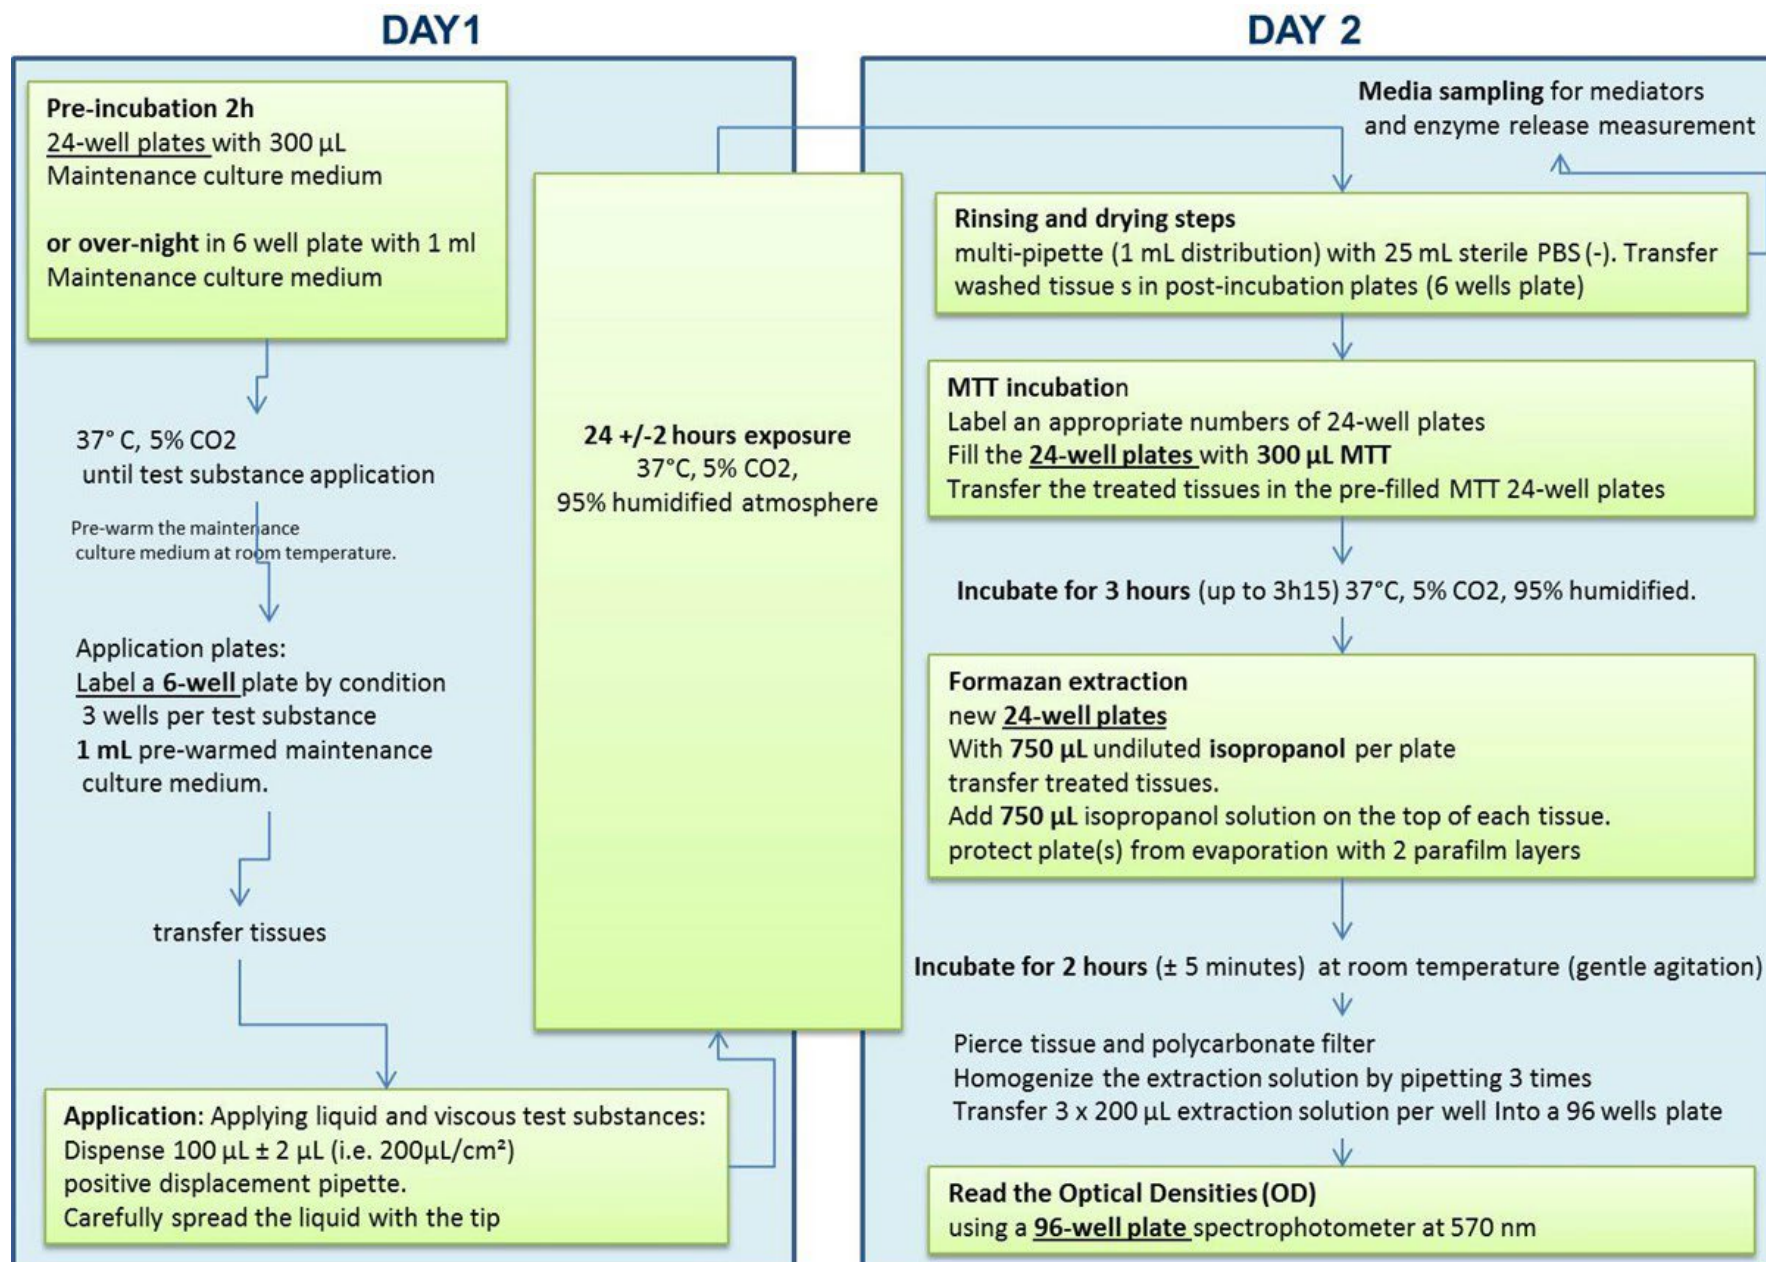 DAY1
Pre-incubation 2h
24-well plates with 300 µL
Maintenance culture medium
or over-night in 6 well plate with 1 ml
Maintenance culture medium
37° C, 5% CO2
until test substance application
Pre-warm the maintenance
culture medium at room temperature.
Application plates:
Label a 6-well plate by condition
3 wells per test substance
1 mL pre-warmed maintenance
culture medium.
transfer tissues
Application: Applying liquid and viscous test substances:
Dispense 100 µL ± 2 µL (i.e. 200µL/cm²)
positive displacement pipette.
Carefully spread the liquid with the tip
24 +/-2 hours exposure
37°C, 5% CO2,
95% humidified atmosphere
DAY 2
Media sampling for mediators
and enzyme release measurement
Rinsing and drying steps
multi-pipette (1 mL distribution) with 25 mL sterile PBS (-). Transfer
washed tissue s in post-incubation plates (6 wells plate)
MTT incubation
Label an appropriate numbers of 24-well plates
Fill the 24-well plates with 300 µL MTT
Transfer the treated tissues in the pre-filled MTT 24-well plates
Incubate for 3 hours (up to 3h15) 37°C, 5% CO2, 95% humidified.
Formazan extraction
new 24-well plates
With 750 µL undiluted isopropanol per plate
transfer treated tissues.
Add 750 µL isopropanol solution on the top of each tissue.
protect plate(s) from evaporation with 2 parafilm layers
Incubate for 2 hours (± 5 minutes) at room temperature (gentle agitation)
Pierce tissue and polycarbonate filter
Homogenize the extraction solution by pipetting 3 times
Transfer 3 x 200 µL extraction solution per well Into a 96 wells plate
Read the Optical Densities (OD)
using a 96-well plate spectrophotometer at 570 nm